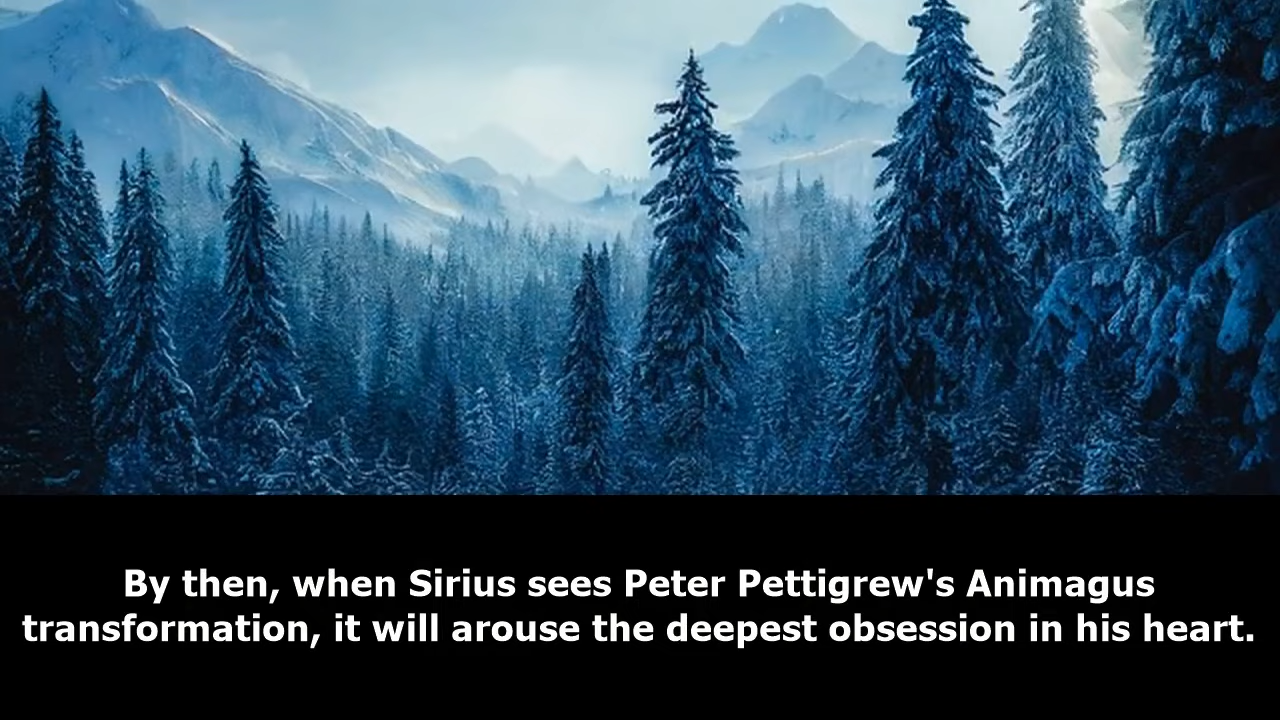 By then, when Sirius sees Peter Pettigrew's Animagus
transformation, it will arouse the deepest obsession in his heart.